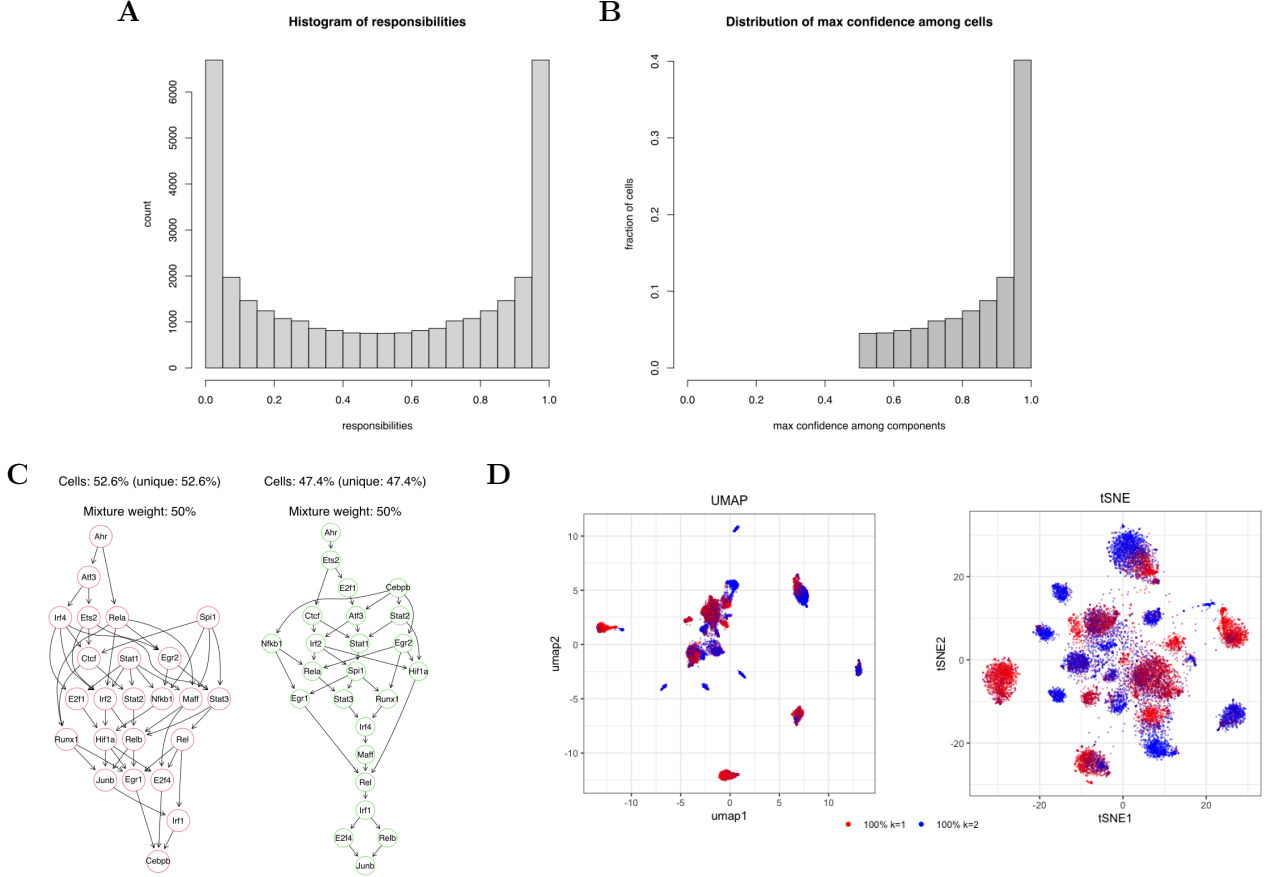 A
Histogram of responsibilities
count
0
1000
2000
3000
4000
5000
6000
0.0 0.2 0.4 0.6 0.8 1.0
responsibilities
B
Distribution of max confidence among cells
fraction of cells
0.0
0.1
0.2
0.3
0.4
0.0 0.2 0.4 0.6 0.8 1.0
max confidence among components
C
Cells: 52.6% (unique: 52.6%)
Mixture weight: 50%
Ahr
Atf3
Irf4 Ets2 Rela Spi1
Ctcf Stat1 Egr2
E2f1 Irf2 Stat2 Nfkb1 Maff Stat3
Runx1 Hif1a Relb Rel
Junb Egr1 E2f4
Irf1
Cebpb
Cells: 47.4% (unique: 47.4%)
Mixture weight: 50%
Ahr
Ets2
E2f1 Cebpb
Ctcf Atf3 Stat2
Nfkb1 Irf2 Stat1 Egr2
Rela Spi1 Hif1a
Egr1 Stat3 Runx1
Irf4
Maff
Rel
Irf1
E2f4 Relb
Junb
D
UMAP
umap2
10
5
0
-5
-10
-10 -5 0 5 10
umap1
tSNE
tSNE2
20
0
-20
-20 0 20
tSNE1
100% k=1 100% k=2